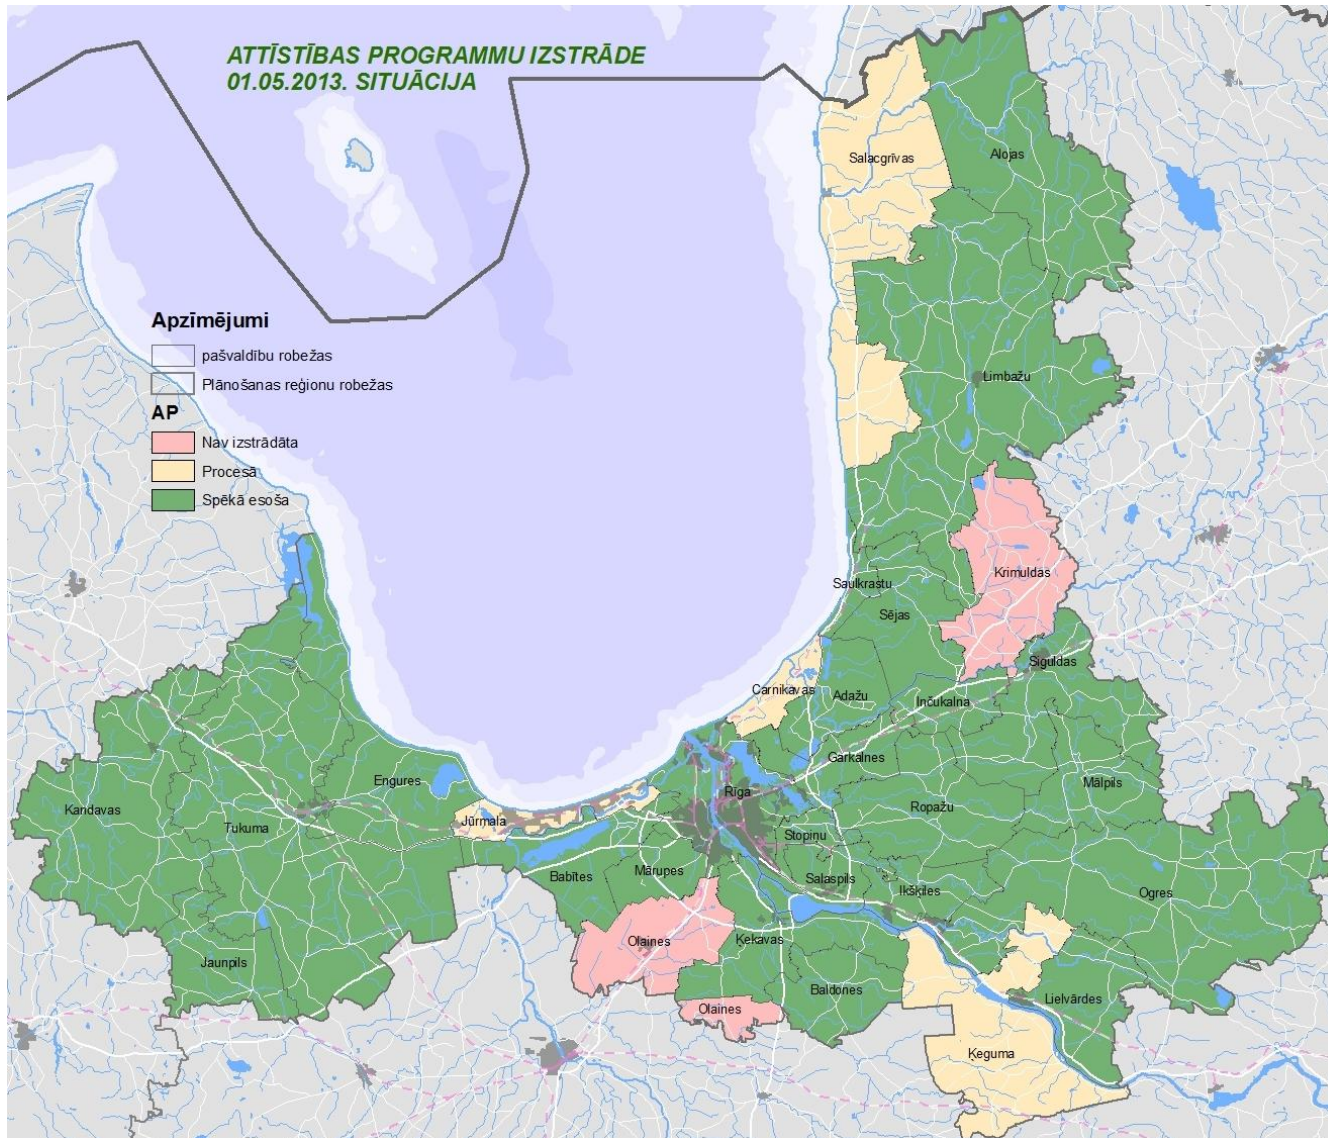 ATTĪSTĪBAS PROGRAMMU IZSTRĀDE
01.05.2013. SITUĀCIJA
Salacgrīvas
Alojas
Apzīmējumi
pašvaldību robežas
Plānošanas reģionu robežas
AP
Nav izstrādāta
Procesā
Spēkā esoša
Limbažu
Krimuldas
Saulkrastu
Sējas
Siguldas
Carnikavas
Ādažu
Inčukalna
Garkalnes
Mālpils
Engures
Kandavas
Tukuma
Jūrmala
Rīga
Ropažu
Stopiņu
Babītes
Mārupes
Salaspils
Ikšķiles
Ogres
Olaines
Ķekavas
Jaunpils
Baldones
Lielvārdes
Olaines
Ķeguma